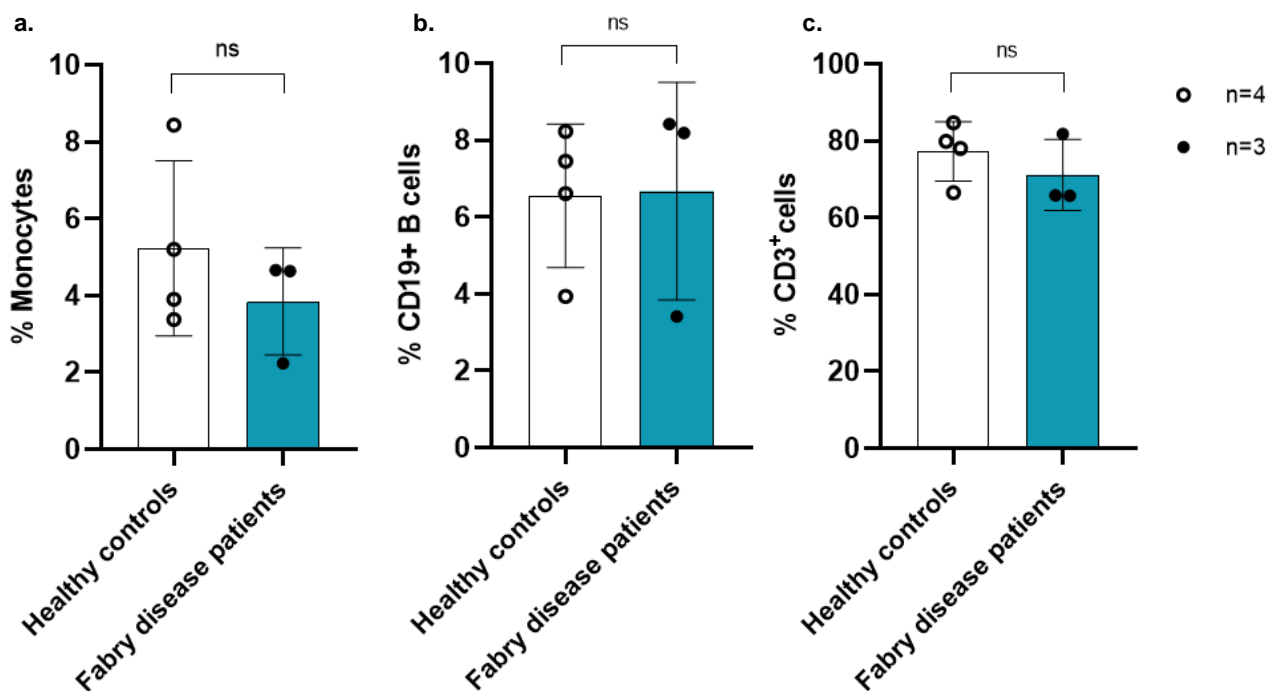 a.
ns
10
8
6
4
2
0
% Monocytes
Healthy controls
Fabry disease patients
b.
ns
10
8
6
4
2
0
% CD19+ B cells
Healthy controls
Fabry disease patients
c.
ns
100
80
60
40
20
0
% CD3⁺cells
Healthy controls
Fabry disease patients
n=4
n=3